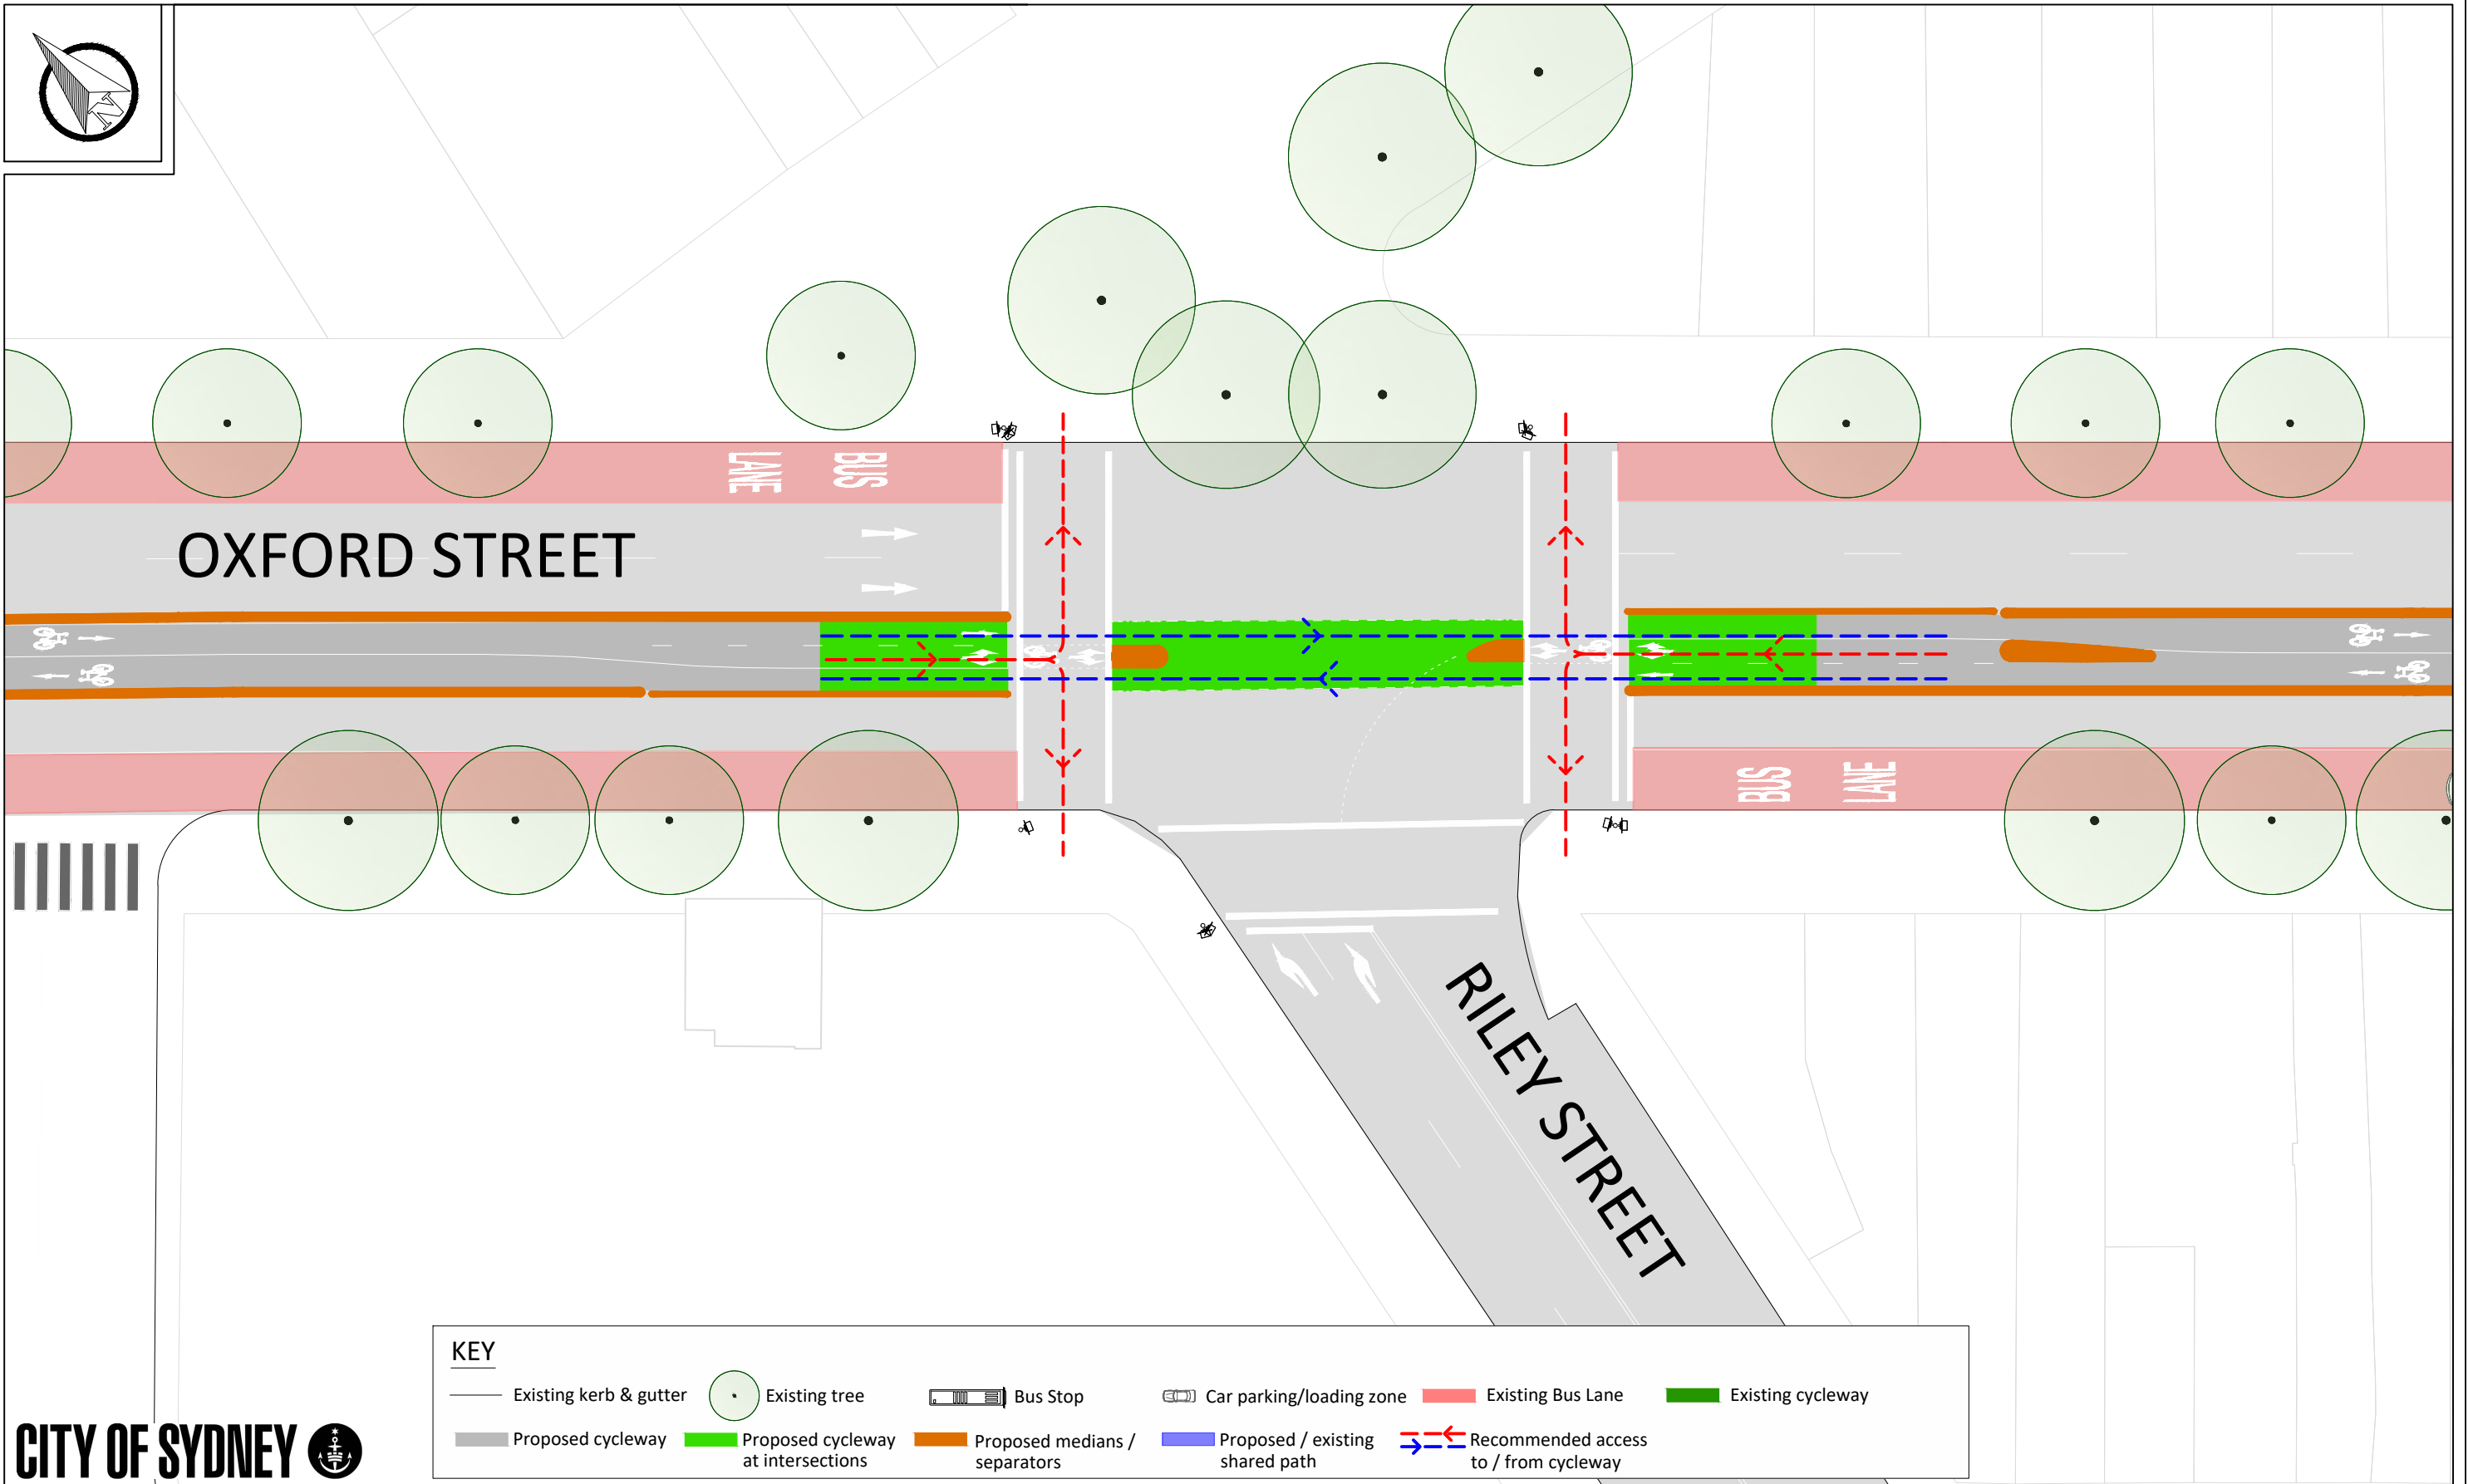 N
LANE
BUS
OXFORD STREET
BUS
LANE
RILEY STREET
KEY
Existing kerb & gutter
Existing tree
Bus Stop
Car parking/loading zone
Existing Bus Lane
Existing cycleway
Proposed cycleway
Proposed cycleway
at intersections
Proposed medians /
separators
Proposed / existing
shared path
Recommended access
to / from cycleway
CITY OF SYDNEY